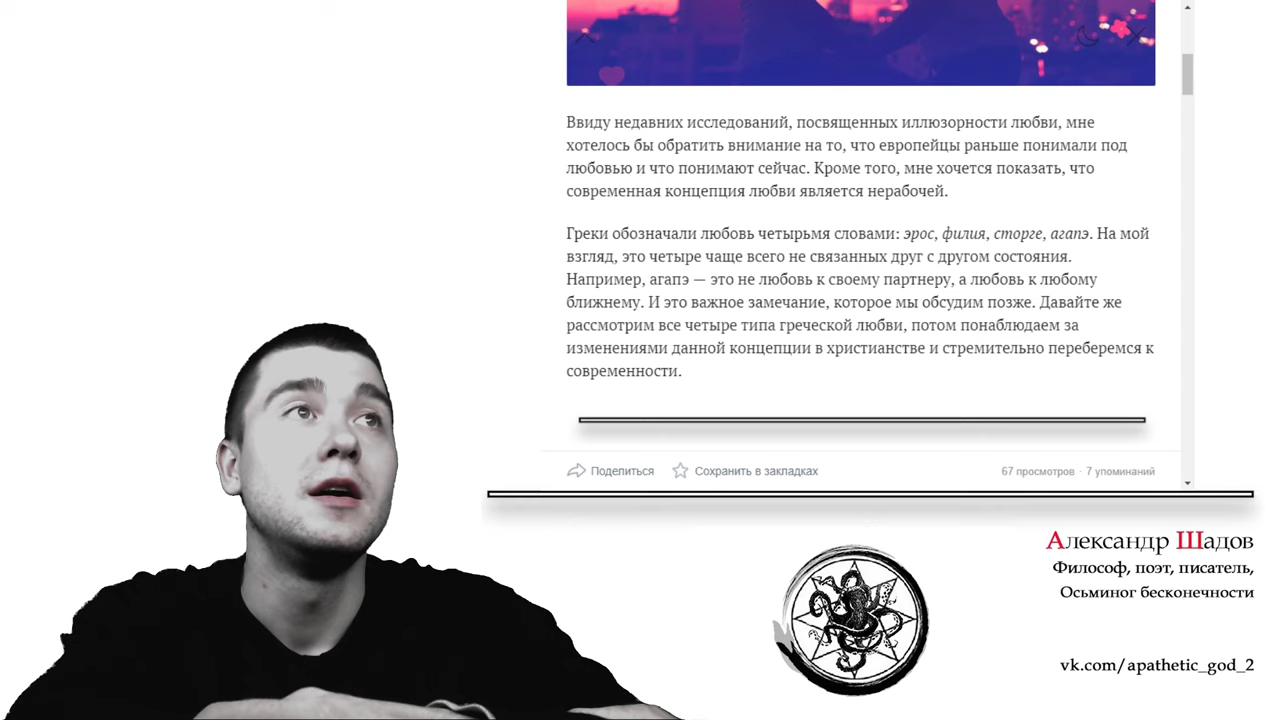 Ввиду недавних исследований, посвященных иллюзорности любви, мне
хотелось бы обратить внимание на то, что европейцы раньше понимали под
любовью и что понимают сейчас. Кроме того, мне хочется показать, что
современная концепция любви является нерабочей.
Греки обозначали любовь четырьмя словами: эрос, филия, сторге, агапэ. На мой
взгляд, это четыре чаще всего не связанных друг с другом состояния.
Например, агапэ — это не любовь к своему партнеру, а любовь к любому
ближнему. И это важное замечание, которое мы обсудим позже. Давайте же
рассмотрим все четыре типа греческой любви, потом понаблюдаем за
изменениями данной концепции в христианстве и стремительно переберемся к
современности.
Поделиться Сохранить в закладках 67 просмотров · 7 упоминаний
Александр Шадов
Философ, поэт, писатель,
Осьминог бесконечности
vk.com/apathetic_god_2